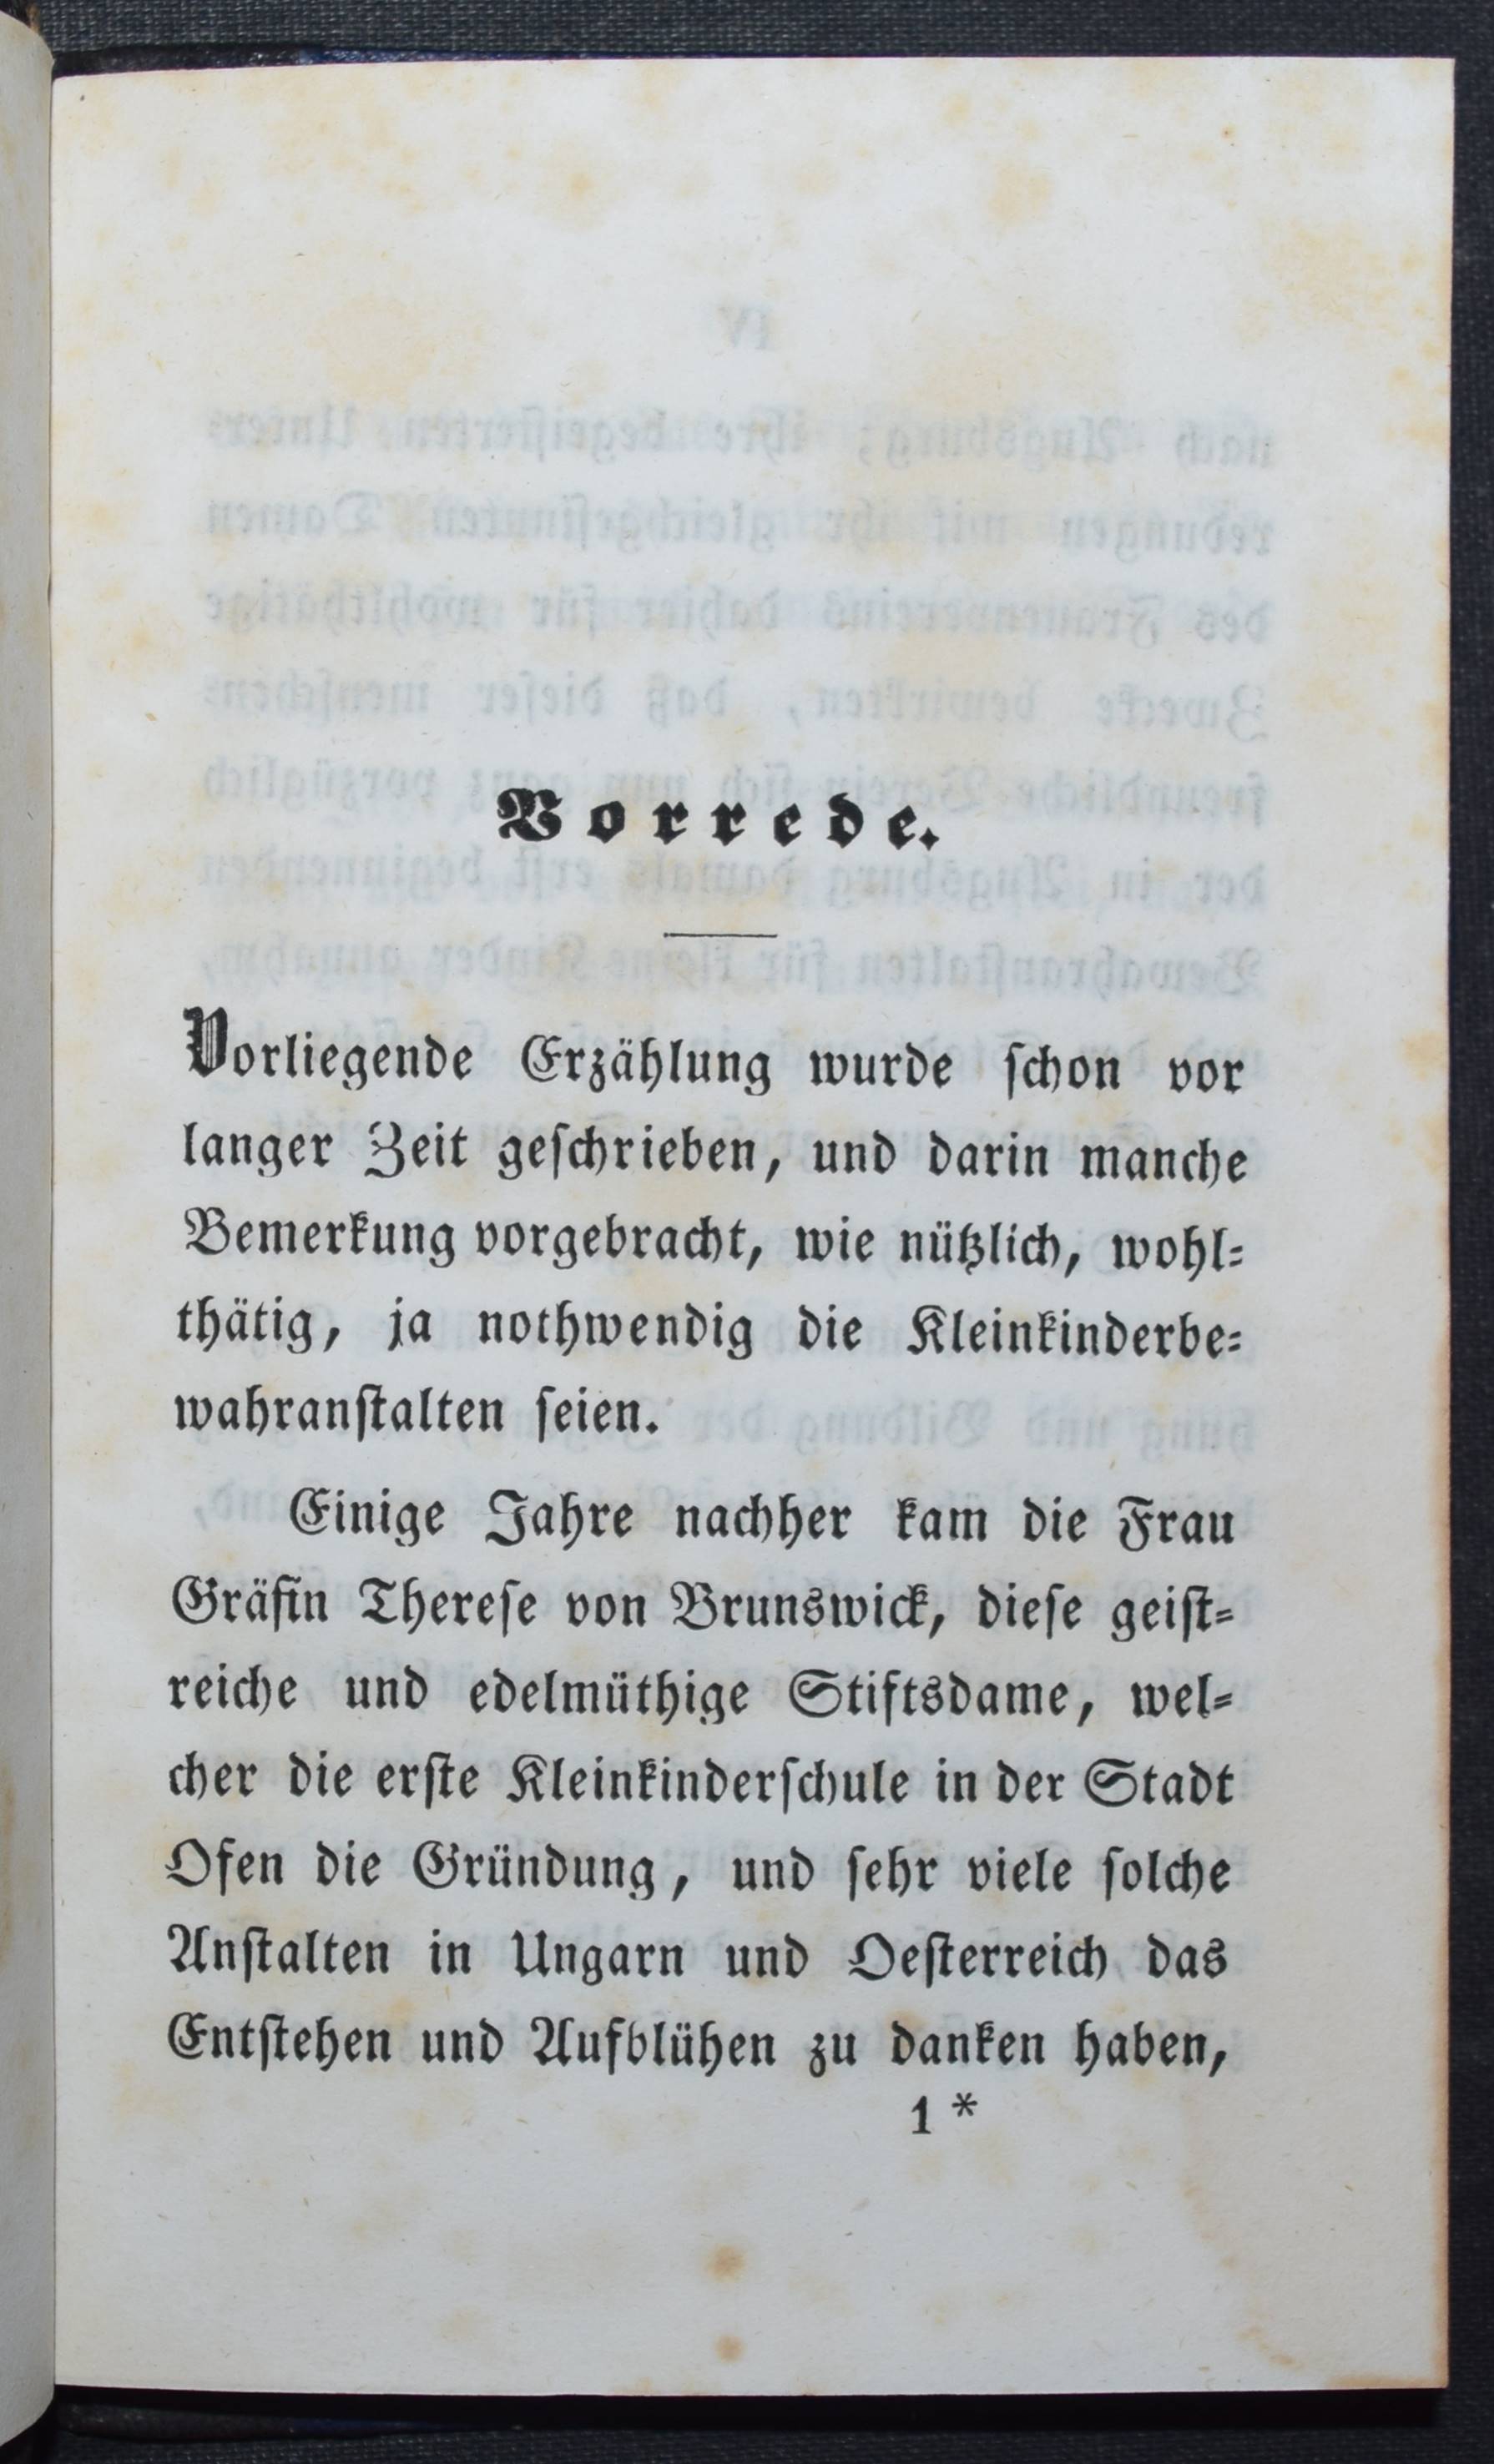 Vorrede.
Vorliegende Erzählung wurde ſchon vor
langer Zeit geſchrieben, und darin manche
Bemerkung vorgebracht, wie nützlich, wohl⸗
thätig, ja nothwendig die Kleinkinderbe⸗
wahranſtalten ſeien.
Einige Jahre nachher kam die Frau
Gräfin Thereſe von Brunswick, dieſe geiſt⸗
reiche und edelmüthige Stiftsdame, wel⸗
cher die erſte Kleinkinderſchule in der Stadt
Ofen die Gründung, und ſehr viele ſolche
Anſtalten in Ungarn und Oeſterreich das
Entſtehen und Aufblühen zu danken haben,
1 *